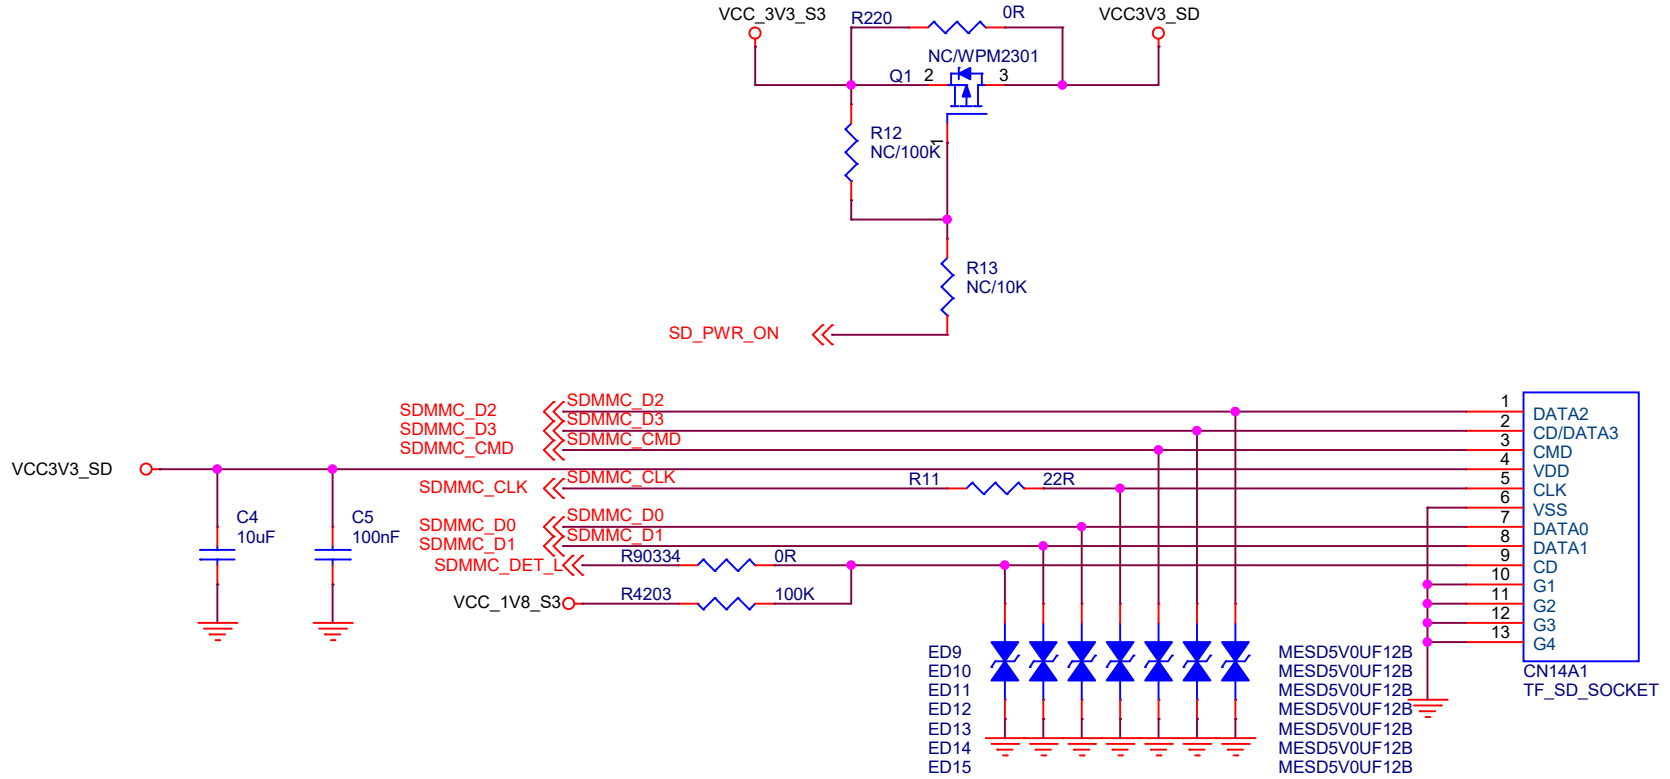 VCC_3V3_S3
R220
0R
VCC3V3_SD
NC/WPM2301
Q1
2
3
R12
NC/100K
1
R13
NC/10K
SD_PWR_ON
SDMMC_D2
SDMMC_D2
SDMMC_D3
SDMMC_D3
SDMMC_CMD
SDMMC_CMD
VCC3V3_SD
SDMMC_CLK
SDMMC_CLK
R11
22R
SDMMC_D0
SDMMC_D0
SDMMC_D1
SDMMC_D1
SDMMC_DET_L
R90334
0R
VCC_1V8_S3
R4203
100K
C4
10uF
C5
100nF
1
DATA2
2
CD/DATA3
3
CMD
4
VDD
5
CLK
6
VSS
7
DATA0
8
DATA1
9
CD
10
G1
11
G2
12
G3
13
G4
CN14A1
TF_SD_SOCKET
ED9
MESD5V0UF12B
ED10
MESD5V0UF12B
ED11
MESD5V0UF12B
ED12
MESD5V0UF12B
ED13
MESD5V0UF12B
ED14
MESD5V0UF12B
ED15
MESD5V0UF12B